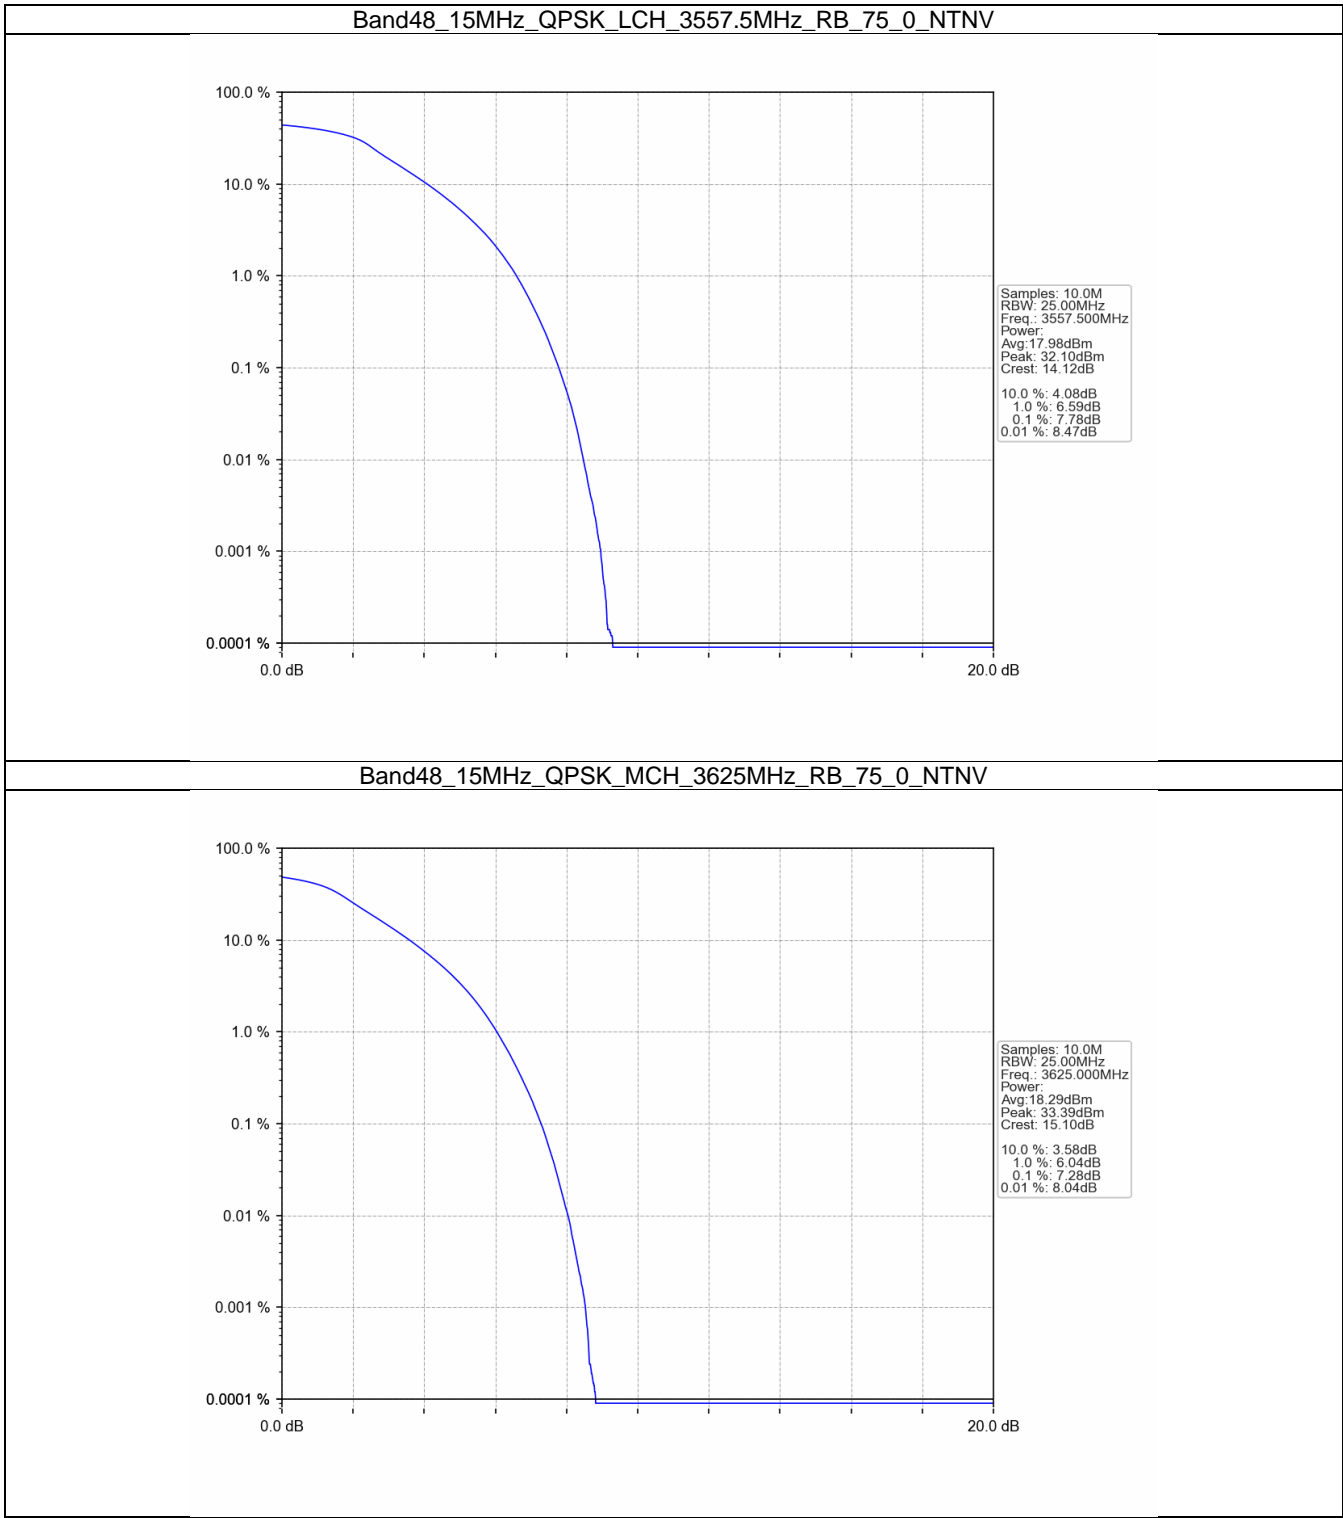 Band48_15MHz_QPSK_LCH_3557.5MHz_RB_75_0_NTNV
100.0 %
10.0 %
1.0 %
0.1 %
0.01 %
0.001 %
0.0001 %
0.0 dB
20.0 dB
Samples: 10.0M
RBW: 25.00MHz
Freq.: 3557.500MHz
Power:
Avg:17.98dBm
Peak: 32.10dBm
Crest: 14.12dB
10.0 %: 4.08dB
1.0 %: 6.59dB
0.1 %: 7.78dB
0.01 %: 8.47dB
Band48_15MHz_QPSK_MCH_3625MHz_RB_75_0_NTNV
100.0 %
10.0 %
1.0 %
0.1 %
0.01 %
0.001 %
0.0001 %
0.0 dB
20.0 dB
Samples: 10.0M
RBW: 25.00MHz
Freq.: 3625.000MHz
Power:
Avg:18.29dBm
Peak: 33.39dBm
Crest: 15.10dB
10.0 %: 3.58dB
1.0 %: 6.04dB
0.1 %: 7.28dB
0.01 %: 8.04dB